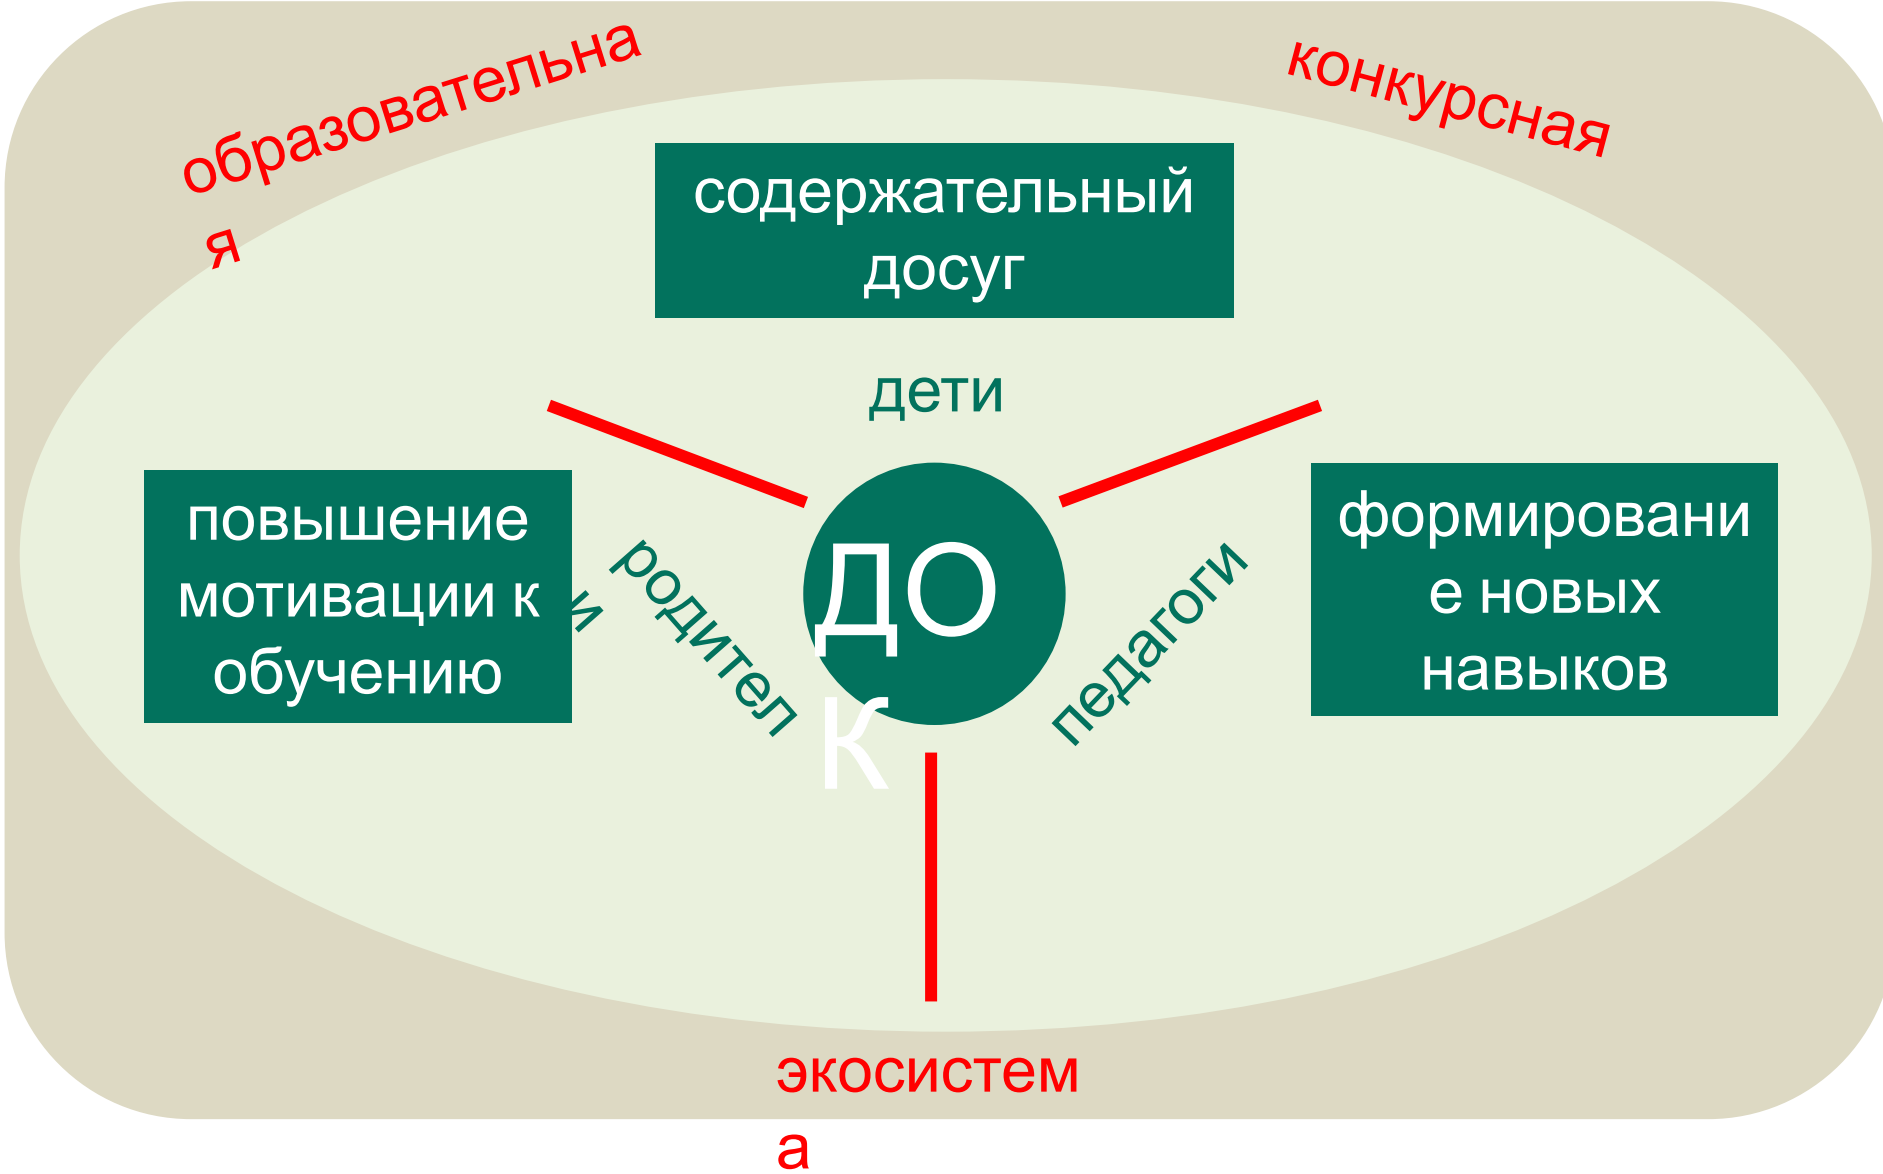 образовательна
я
конкурсная
содержательный
досуг
дети
повышение
мотивации к
обучению
родител
и
ДО
К
педагоги
формировани
е новых
навыков
экосистем
а